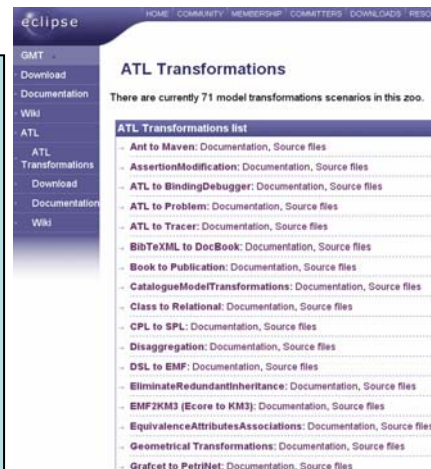 eclipse
HOME COMMUNITY MEMBERSHIP COMMITTERS DOWNLOADS RESO
GMT
Download
Documentation
Wiki
ATL
ATL
Transformations
Download
Documentation
Wiki
ATL Transformations
There are currently 71 model transformations scenarios in this zoo.
ATL Transformations list
Ant to Maven: Documentation, Source files
AssertionModification: Documentation, Source files
ATL to BindingDebugger: Documentation, Source files
ATL to Problem: Documentation, Source files
ATL to Tracer: Documentation, Source files
BibTeXML to DocBook: Documentation, Source files
Book to Publication: Documentation, Source files
CatalogueModelTransformations: Documentation, Source files
Class to Relational: Documentation, Source files
CPL to SPL: Documentation, Source files
Disaggregation: Documentation, Source files
DSL to EMF: Documentation, Source files
EliminateRedundantInheritance: Documentation, Source files
EMF2KM3 (Ecore to KM3): Documentation, Source files
EquivalenceAttributesAssociations: Documentation, Source files
Geometrical Transformations: Documentation, Source files
Grafcet to PetriNet: Documentation, Source files